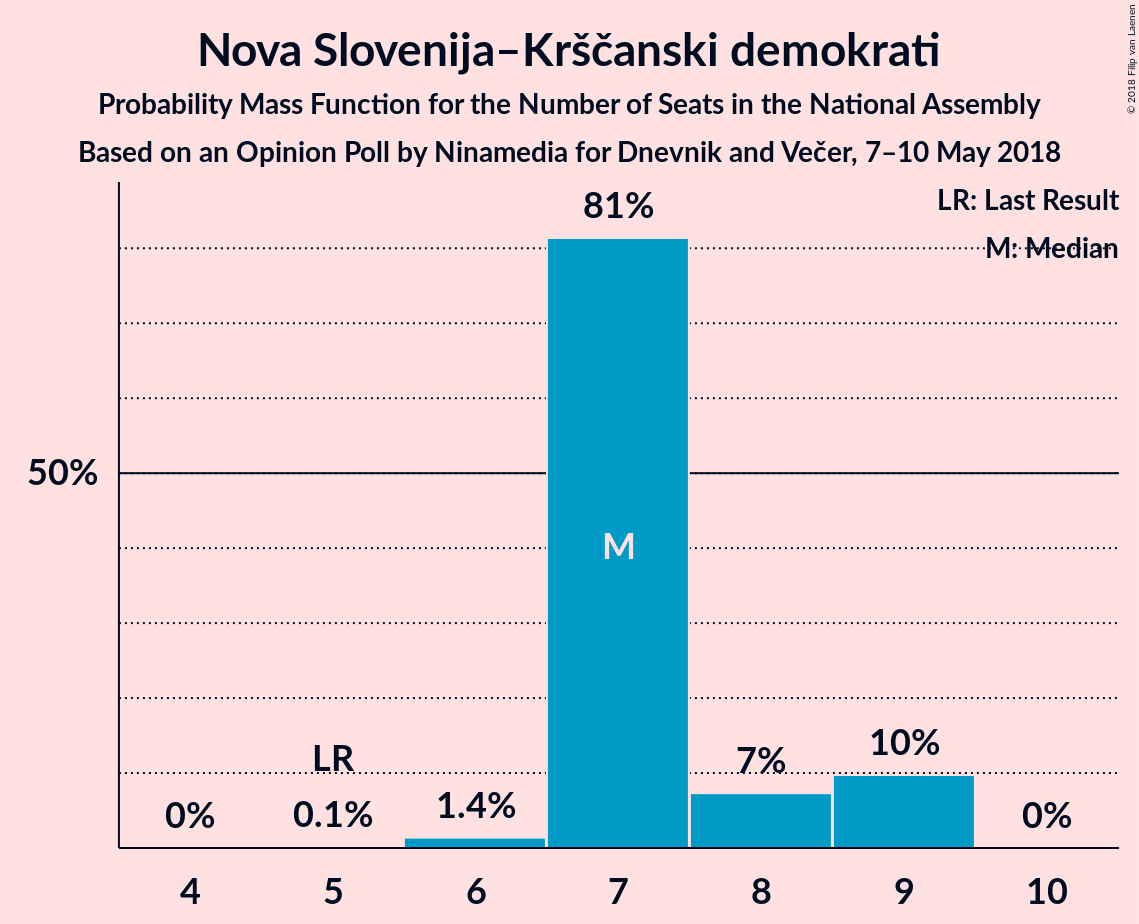 Nova Slovenija–Krščanski demokrati
Probability Mass Function for the Number of Seats in the National Assembly
Based on an Opinion Poll by Ninamedia for Dnevnik and Večer, 7–10 May 2018
© 2018 Filip van Laenen
LR: Last Result
M: Median
81%
50%
M
LR
0%
0.1%
1.4%
7%
10%
0%
4 5 6 7 8 9 10